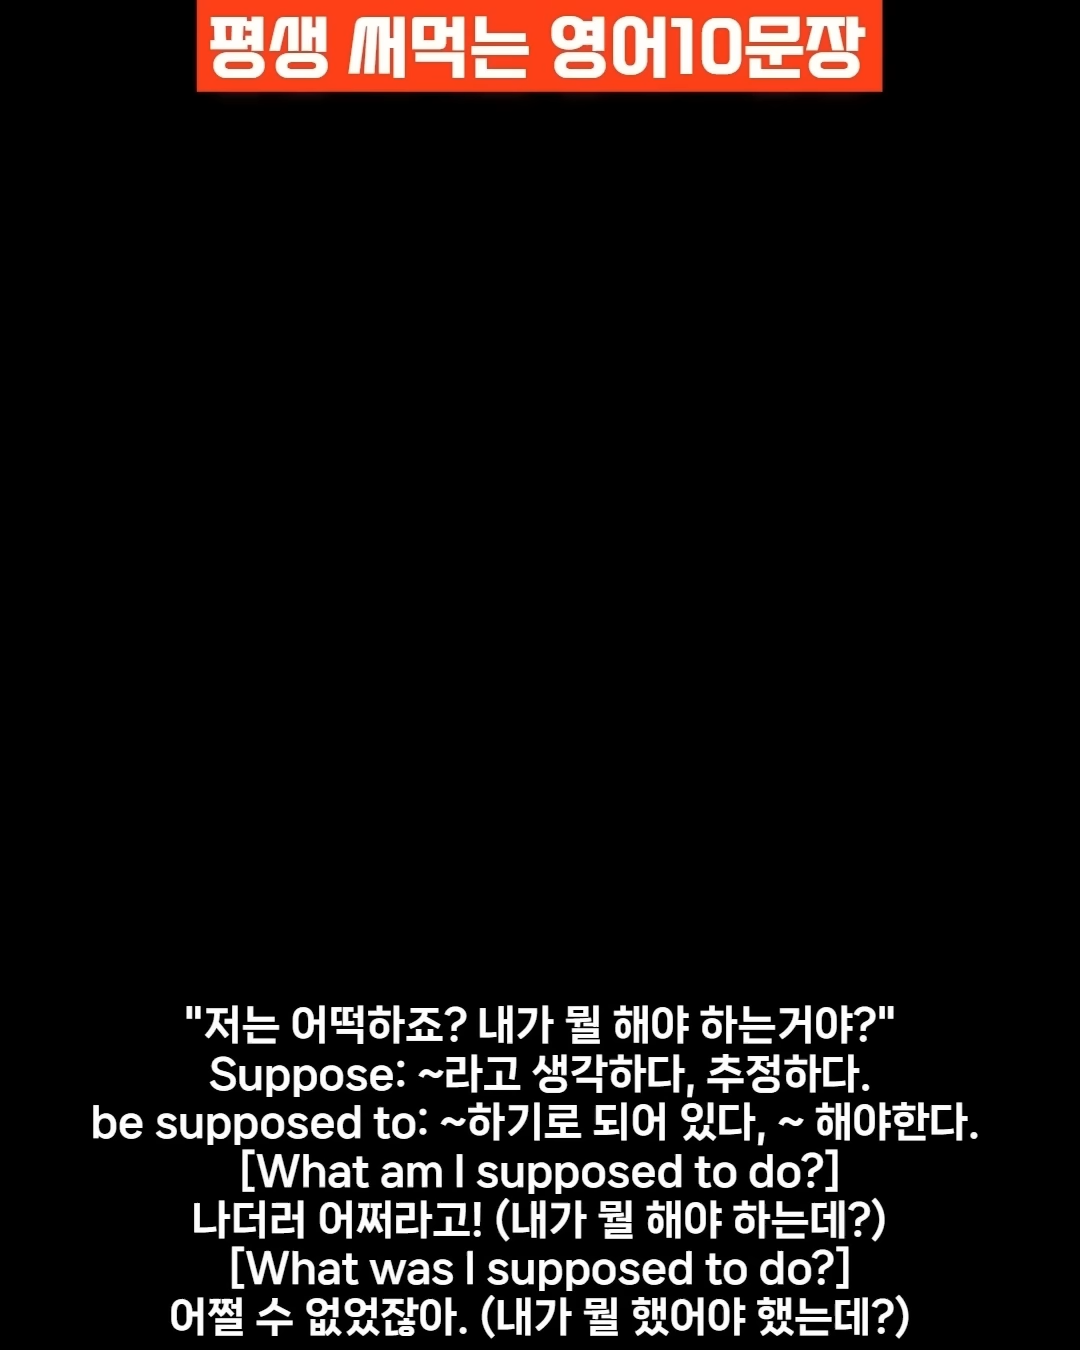 평생 써먹는 영어10문장
"저는 어떡하죠? 내가 뭘 해야 하는거야?"
Suppose: ~라고 생각하다, 추정하다.
be supposed to: ~하기로 되어 있다, ~ 해야한다.
[What am I supposed to do?]
나더러 어쩌라고! (내가 뭘 해야 하는데?)
[What was I supposed to do?]
어쩔 수 없었잖아. (내가 뭘 했어야 했는데?)